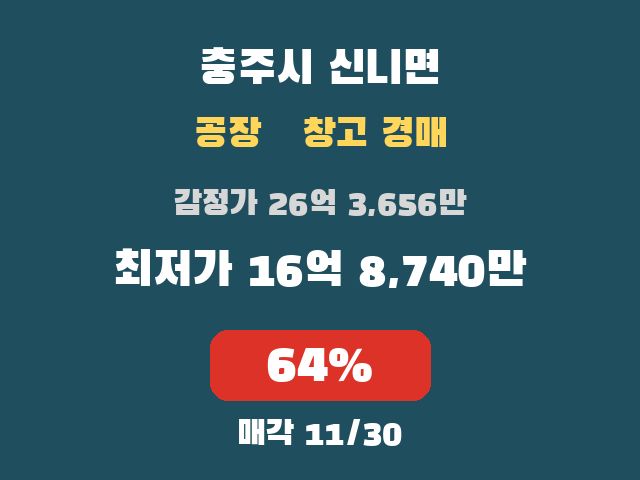 충주시 신니면
공장 창고 경매
감정가 26억 3,656만
최저가 16억 8,740만
64%
매각 11/30